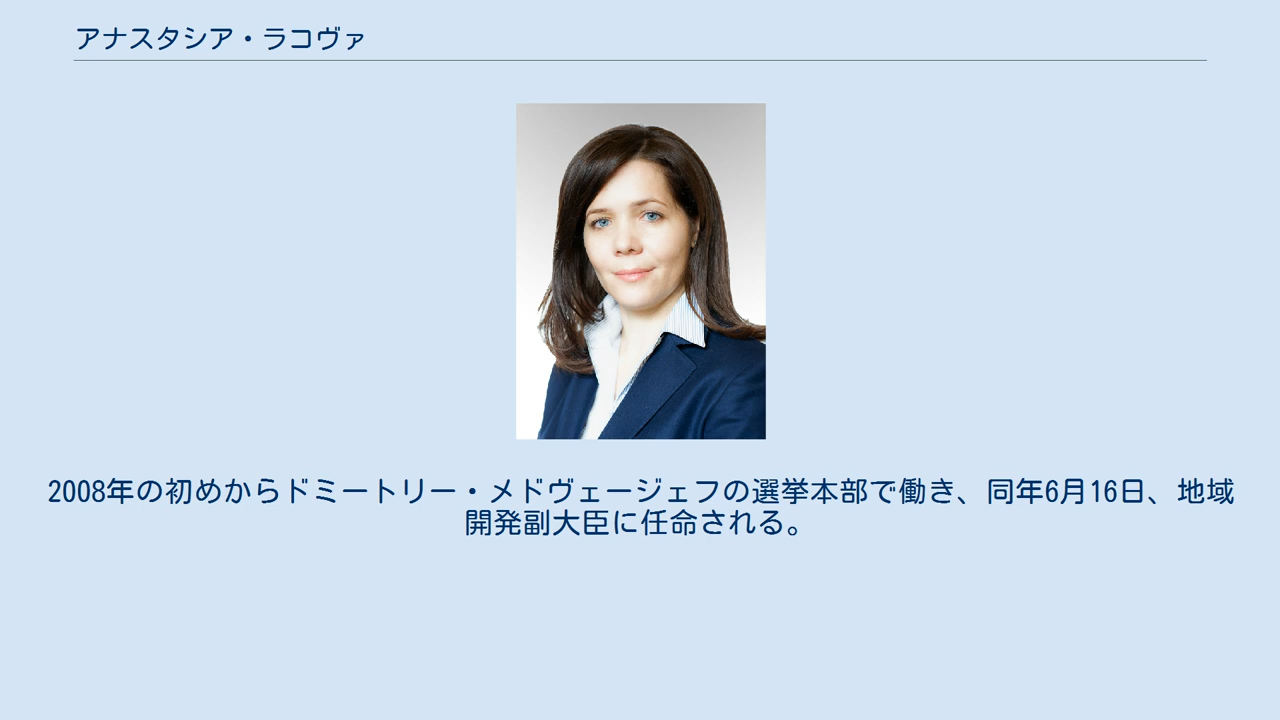 アナスタシア・ラコヴァ
2008年の初めからドミートリー・メドヴェージェフの選挙本部で働き、同年6月16日、地域
開発副大臣に任命される。